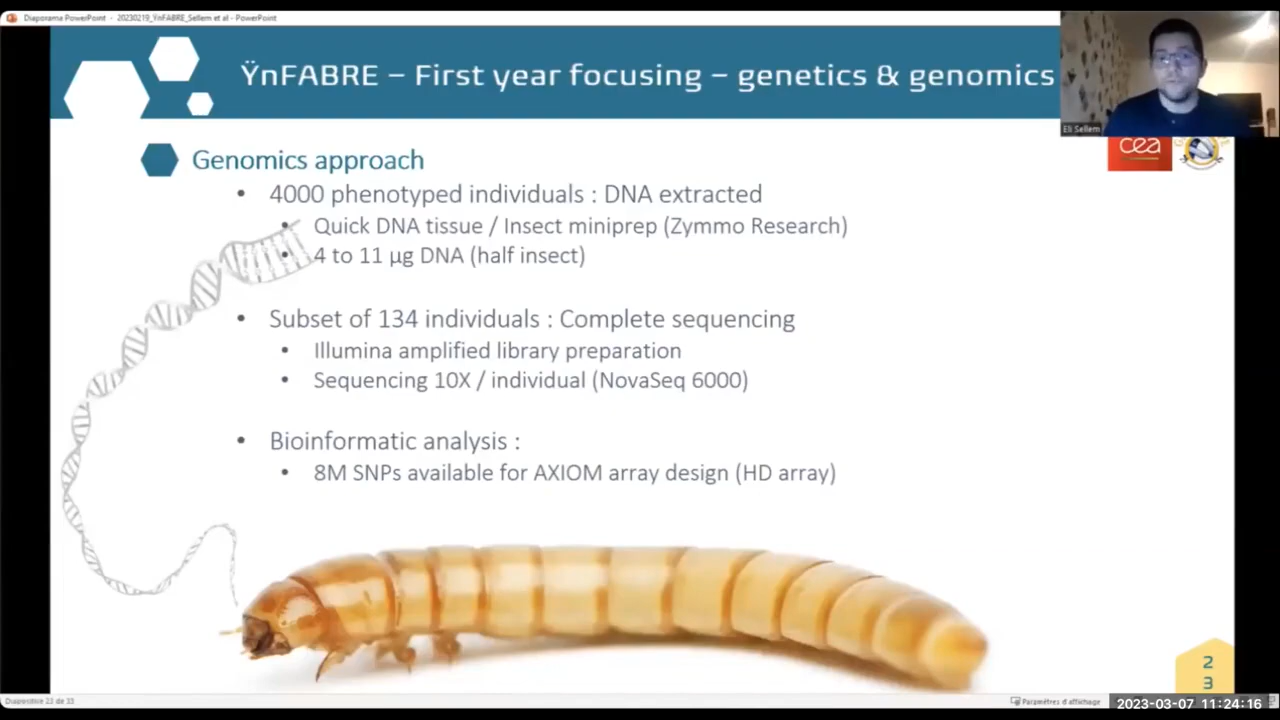 Diaporama PowerPoint - 20230219_ŸnFABRE_Sellem et al - PowerPoint
ŸnFABRE – First year focusing – genetics & genomics
Eli Sellem
cea
Genomics approach
• 4000 phenotyped individuals : DNA extracted
• Quick DNA tissue / Insect miniprep (Zymmo Research)
• 4 to 11 µg DNA (half insect)
• Subset of 134 individuals : Complete sequencing
• Illumina amplified library preparation
• Sequencing 10X / individual (NovaSeq 6000)
• Bioinformatic analysis :
• 8M SNPs available for AXIOM array design (HD array)
2
3
Diapositive 23 de 33
Paramètres d'affichage
2023-03-07 11:24:16